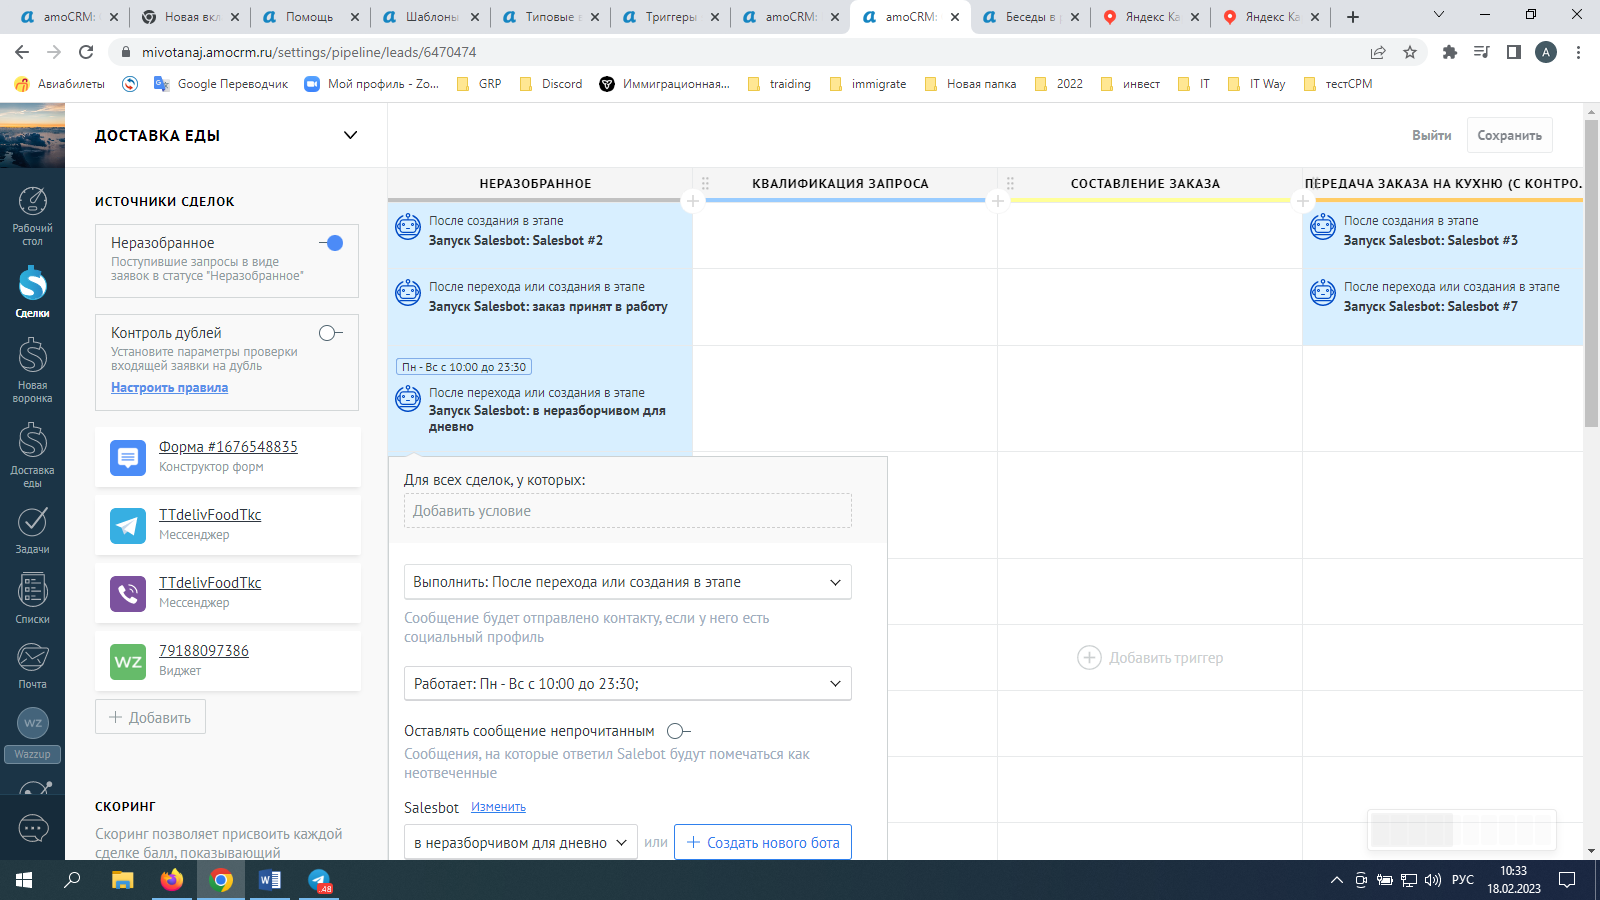 amoCRM:
Новая вкл
Помощь
Шаблоны
Типовые в
Триггеры
amoCRM:
amoCRM:
Беседы в р
Яндекс Ка
Яндекс Ка
mivotanaj.amocrm.ru/settings/pipeline/leads/6470474
A
Авиабилеты
Google Переводчик
Мой профиль - Zo...
GRP
Discord
Иммиграционная...
traiding
immigrate
Новая папка
2022
инвест
IT
IT Way
тестCPM
ДОСТАВКА ЕДЫ
Выйти
Сохранить
Рабочий
стол
Сделки
Новая
воронка
Доставка
еды
Задачи
Списки
Почта
WZ
Wazzup
ИСТОЧНИКИ СДЕЛОК
Неразобранное
Поступившие запросы в виде
заявок в статусе "Неразобранное"
Контроль дублей
Установите параметры проверки
входящей заявки на дубль
Настроить правила
Форма #1676548835
Конструктор форм
TTdelivFoodTkc
Мессенджер
TTdelivFoodTkc
Мессенджер
WZ
79188097386
Виджет
Добавить
СКОРИНГ
Скоринг позволяет присвоить каждой
сделке балл, показывающий
НЕРАЗОБРАННОЕ
КВАЛИФИКАЦИЯ ЗАПРОСА
СОСТАВЛЕНИЕ ЗАКАЗА
ПЕРЕДАЧА ЗАКАЗА НА КУХНЮ (С КОНТРО...
После создания в этапе
Запуск Salesbot: Salesbot #2
После перехода или создания в этапе
Запуск Salesbot: заказ принят в работу
Пн - Вс с 10:00 до 23:30
После перехода или создания в этапе
Запуск Salesbot: в неразборчивом для
дневно
После создания в этапе
Запуск Salesbot: Salesbot #3
После перехода или создания в этапе
Запуск Salesbot: Salesbot #7
Для всех сделок, у которых:
Добавить условие
Выполнить: После перехода или создания в этапе
Сообщение будет отправлено контакту, если у него есть
социальный профиль
Работает: Пн - Вс с 10:00 до 23:30;
Оставлять сообщение непрочитанным
Сообщения, на которые ответил Salebot будут помечаться как
неотвеченные
Salesbot Изменить
в неразборчивом для дневно
или
Создать нового бота
Добавить триггер
48
РУС
10:33
18.02.2023